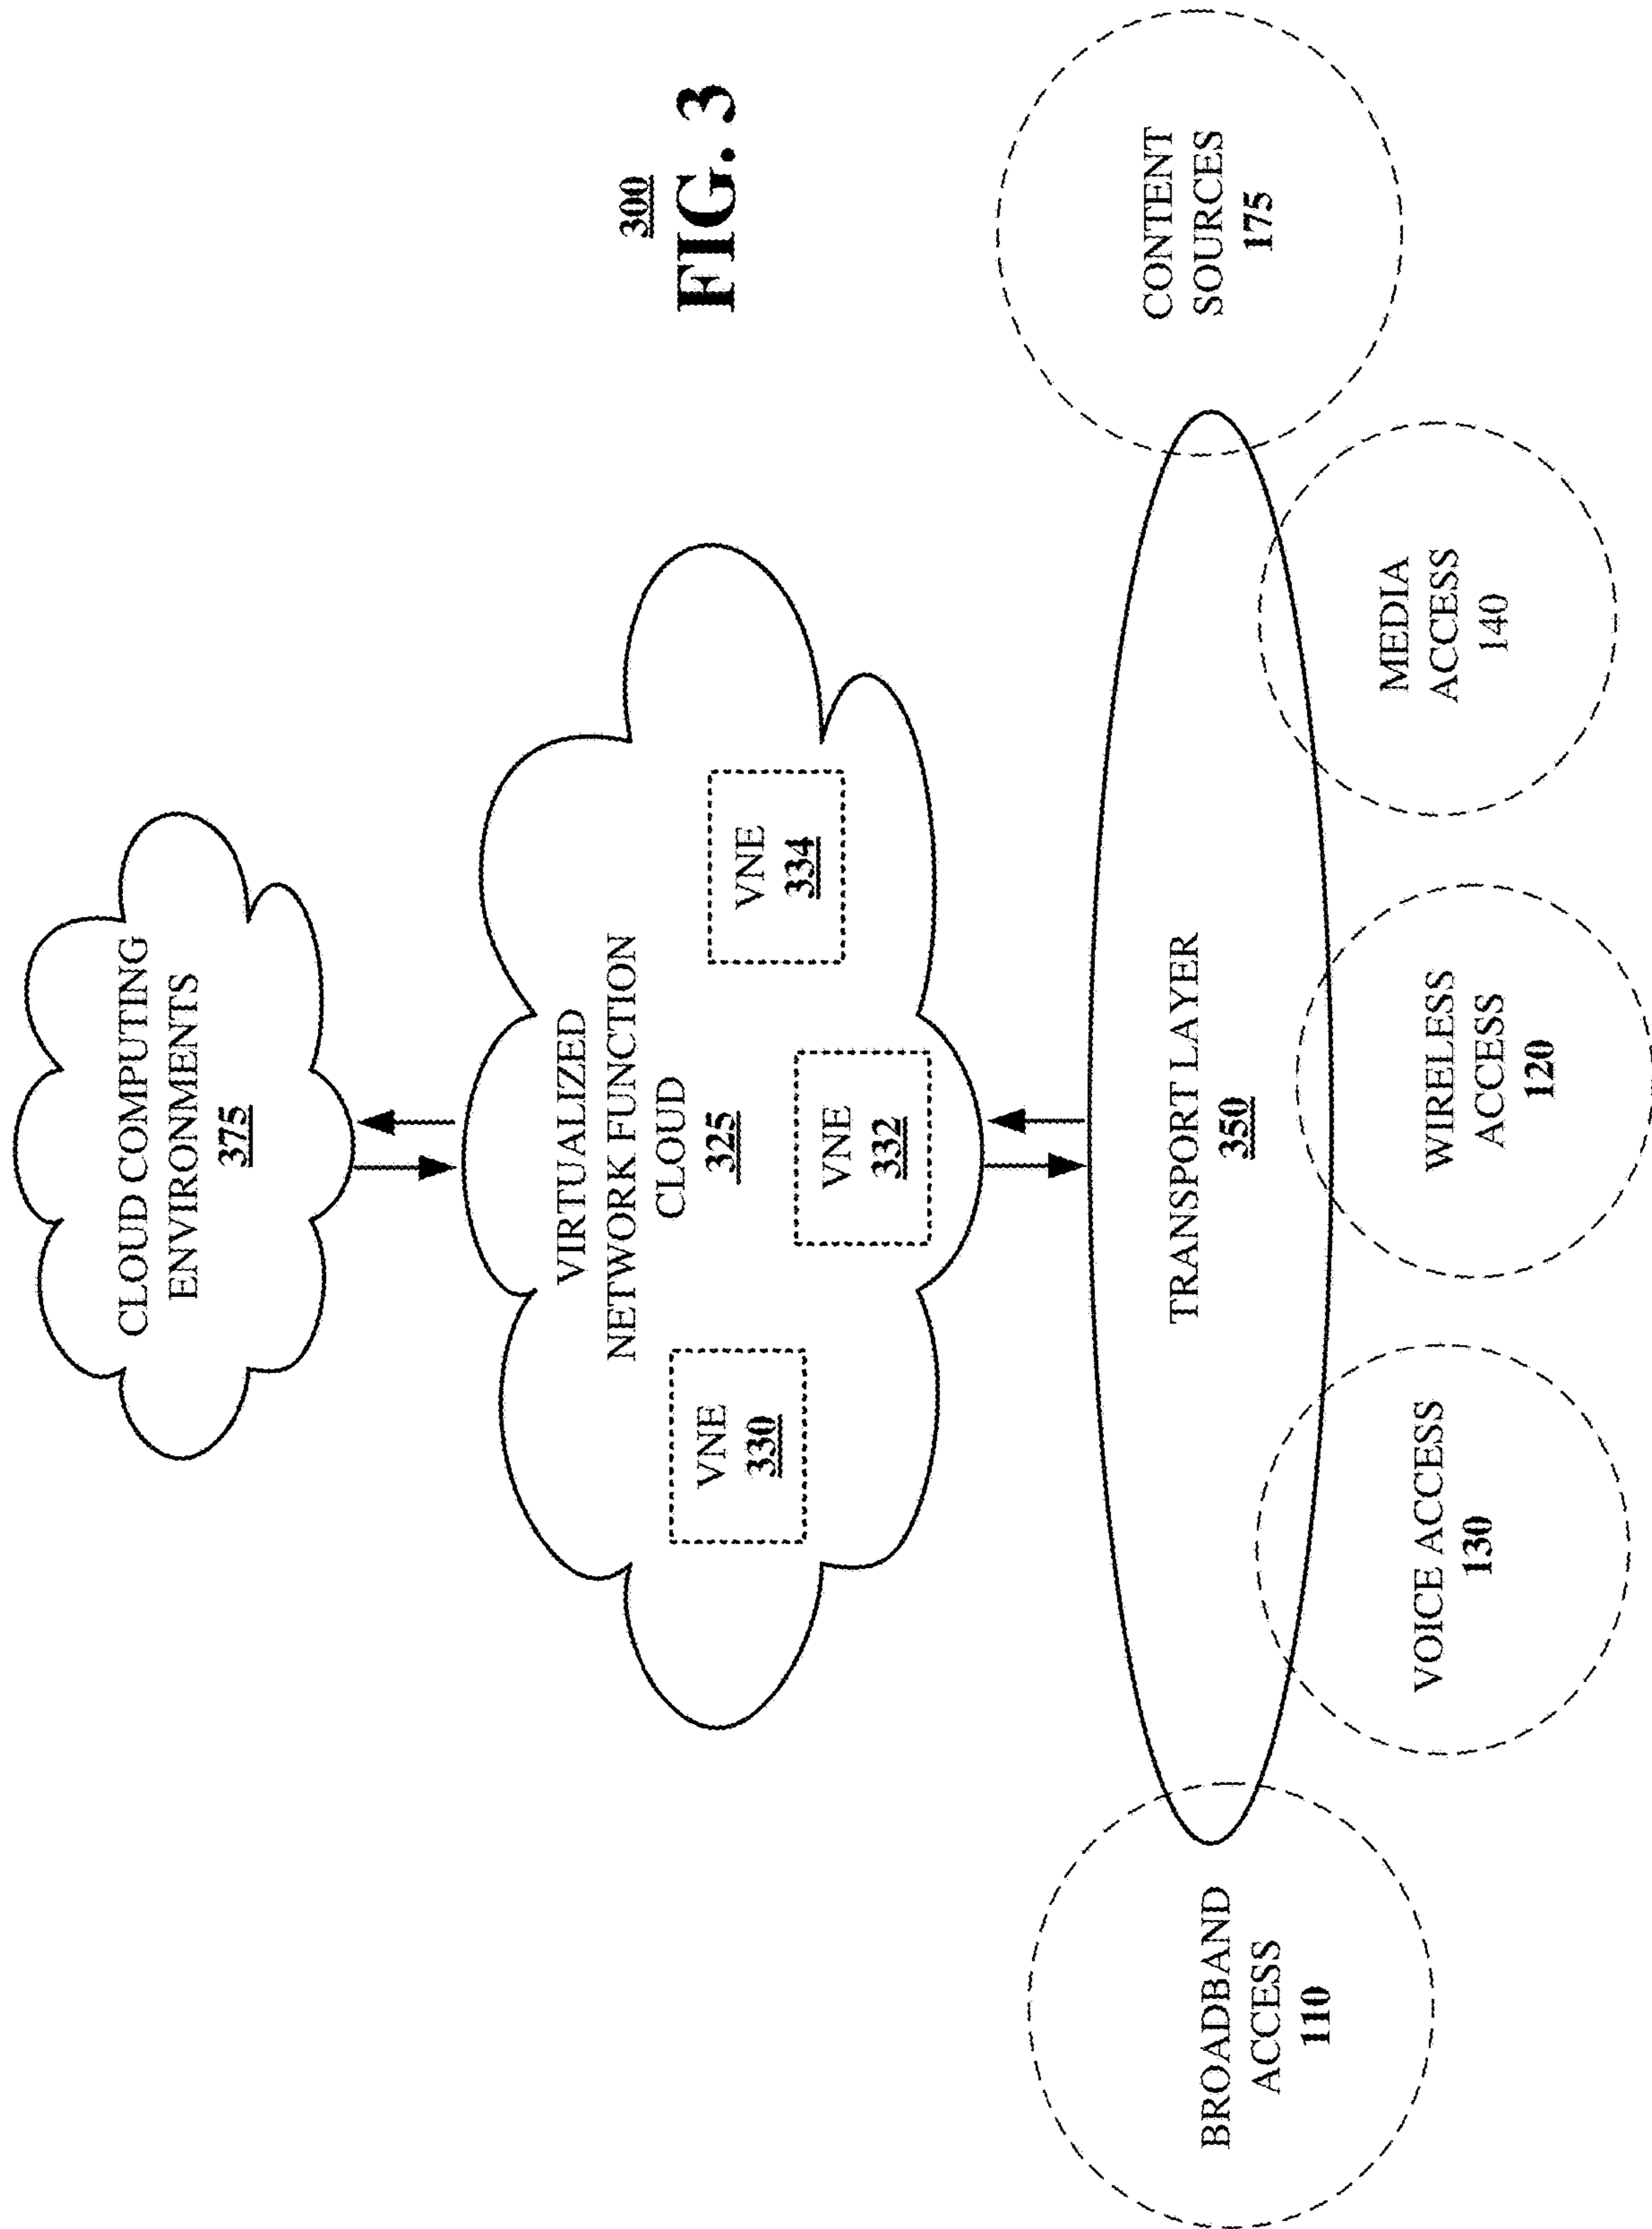 CLOUD COMPUTING
ENVIRONMENTS
375
VIRTUALIZED
NETWORK FUNCTION
CLOUD
325
VNE
330
VNE
332
VNE
334
300
FIG. 3
TRANSPORT LAYER
350
BROADBAND
ACCESS
110
VOICE ACCESS
130
WIRELESS
ACCESS
120
MEDIA
ACCESS
140
CONTENT
SOURCES
175